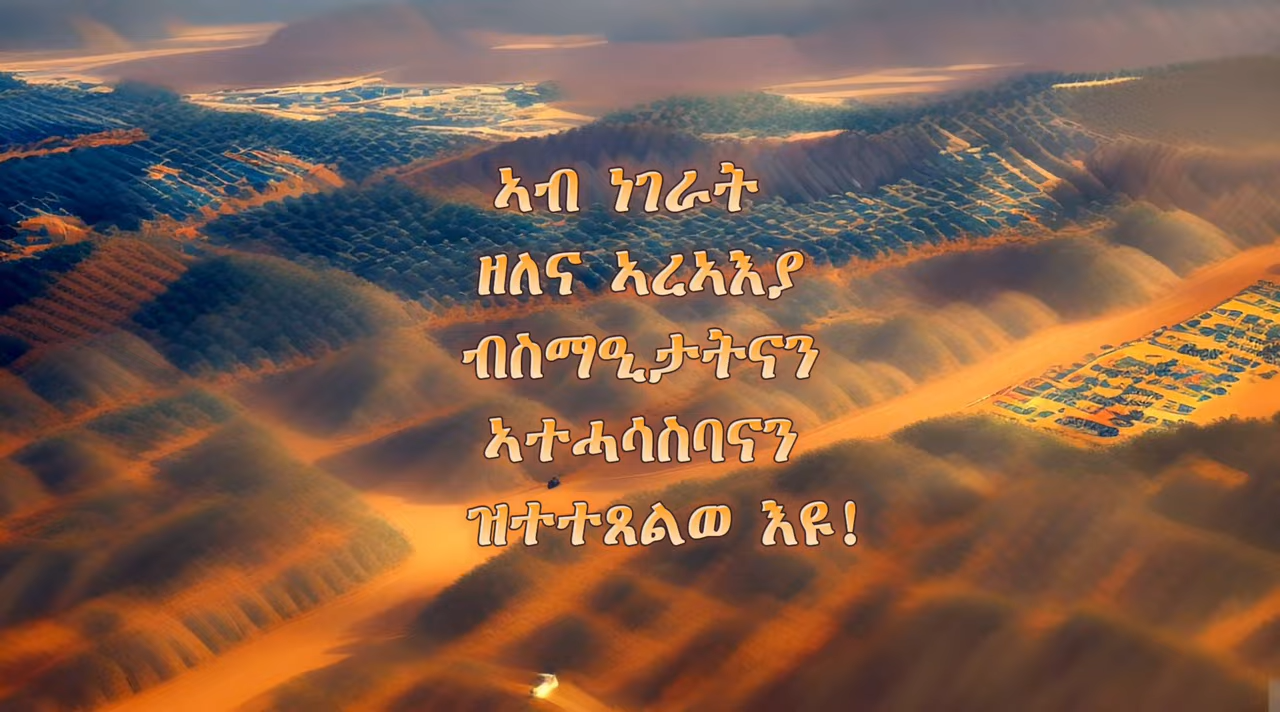 ኣብ ነገራት
ዘለና ኣረኣእያ
ብስማዒታትናን
ኣተሓሳስባናን
ዝተተጸልወ እዩ!